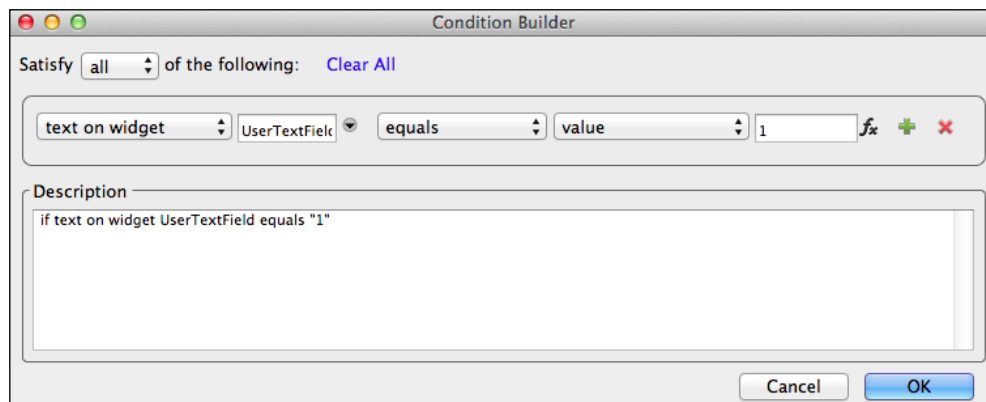 Condition Builder
Satisfy all of the following: Clear All
text on widget UserTextField equals value 1 fx
Description
if text on widget UserTextField equals "1"
Cancel OK